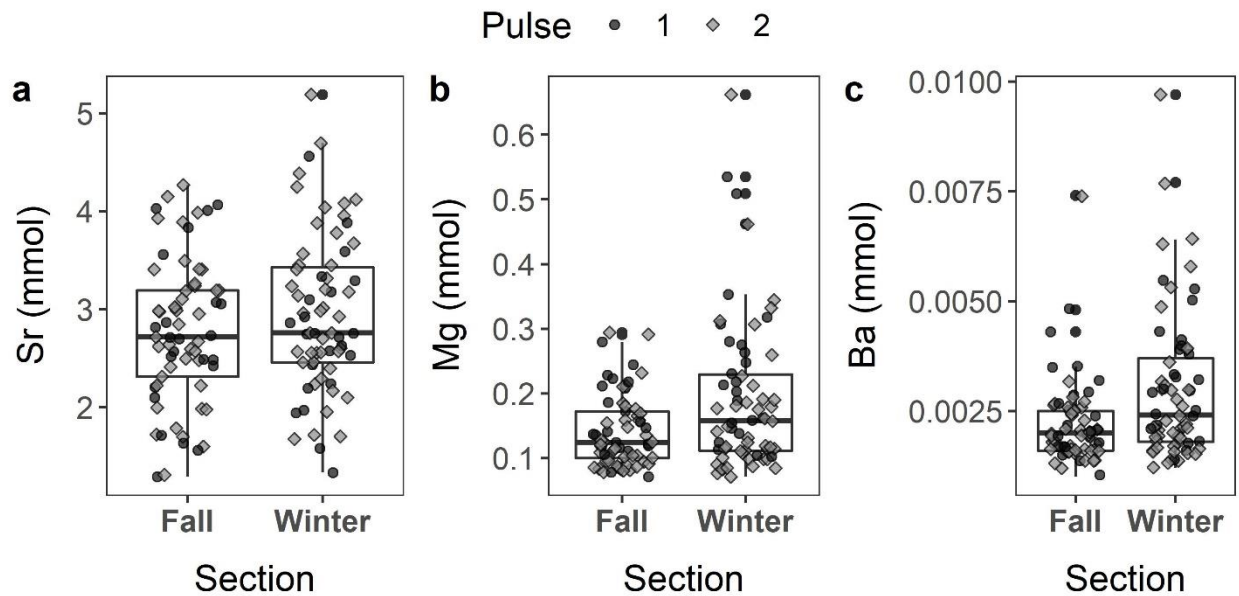 Pulse 1 2
a
Sr (mmol)
5
4
3
2
Fall Winter
Section
b
Mg (mmol)
0.6
0.5
0.4
0.3
0.2
0.1
Fall Winter
Section
c
Ba (mmol)
0.0100
0.0075
0.0050
0.0025
Fall Winter
Section